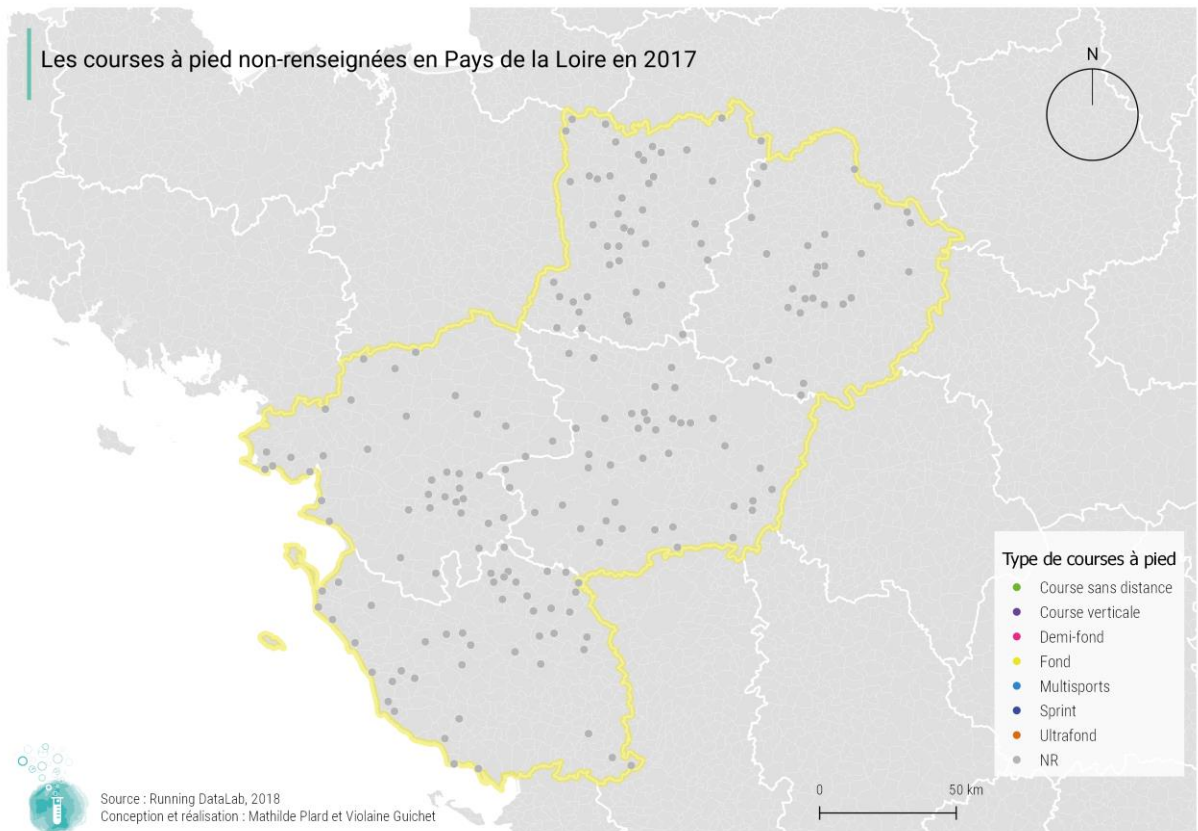 Les courses à pied non-renseignées en Pays de la Loire en 2017
N
Type de courses à pied
Course sans distance
Course verticale
Demi-fond
Fond
Multisports
Sprint
Ultrafond
NR
0 50 km
Source : Running DataLab, 2018
Conception et réalisation : Mathilde Plard et Violaine Guichet